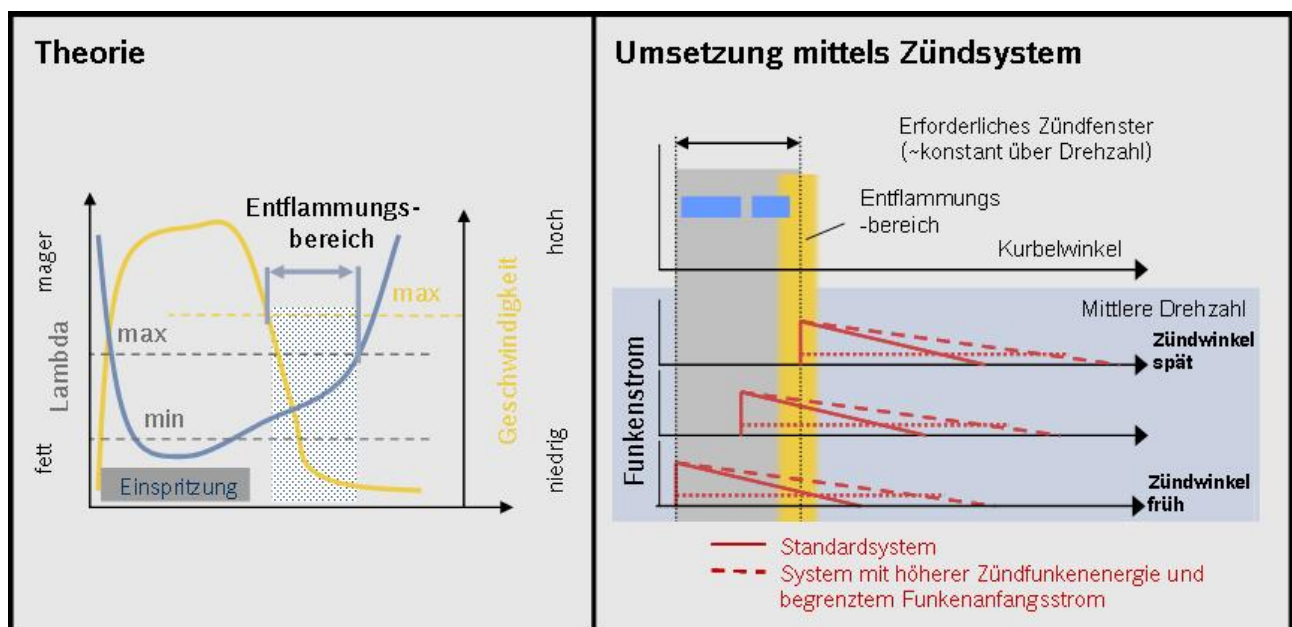 Theorie
Entflammungs-
bereich
mager
Lambda
fett
max
min
Einspritzung
max
Geschwindigkeit
hoch
niedrig
Umsetzung mittels Zündsystem
Erforderliches Zündfenster
(~konstant über Drehzahl)
Entflammungs
-bereich
Kurbelwinkel
Mittlere Drehzahl
Zündwinkel
spät
Funkenstrom
Zündwinkel
früh
Standardsystem
System mit höherer Zündfunkenenergie und
begrenztem Funkenanfangsstrom